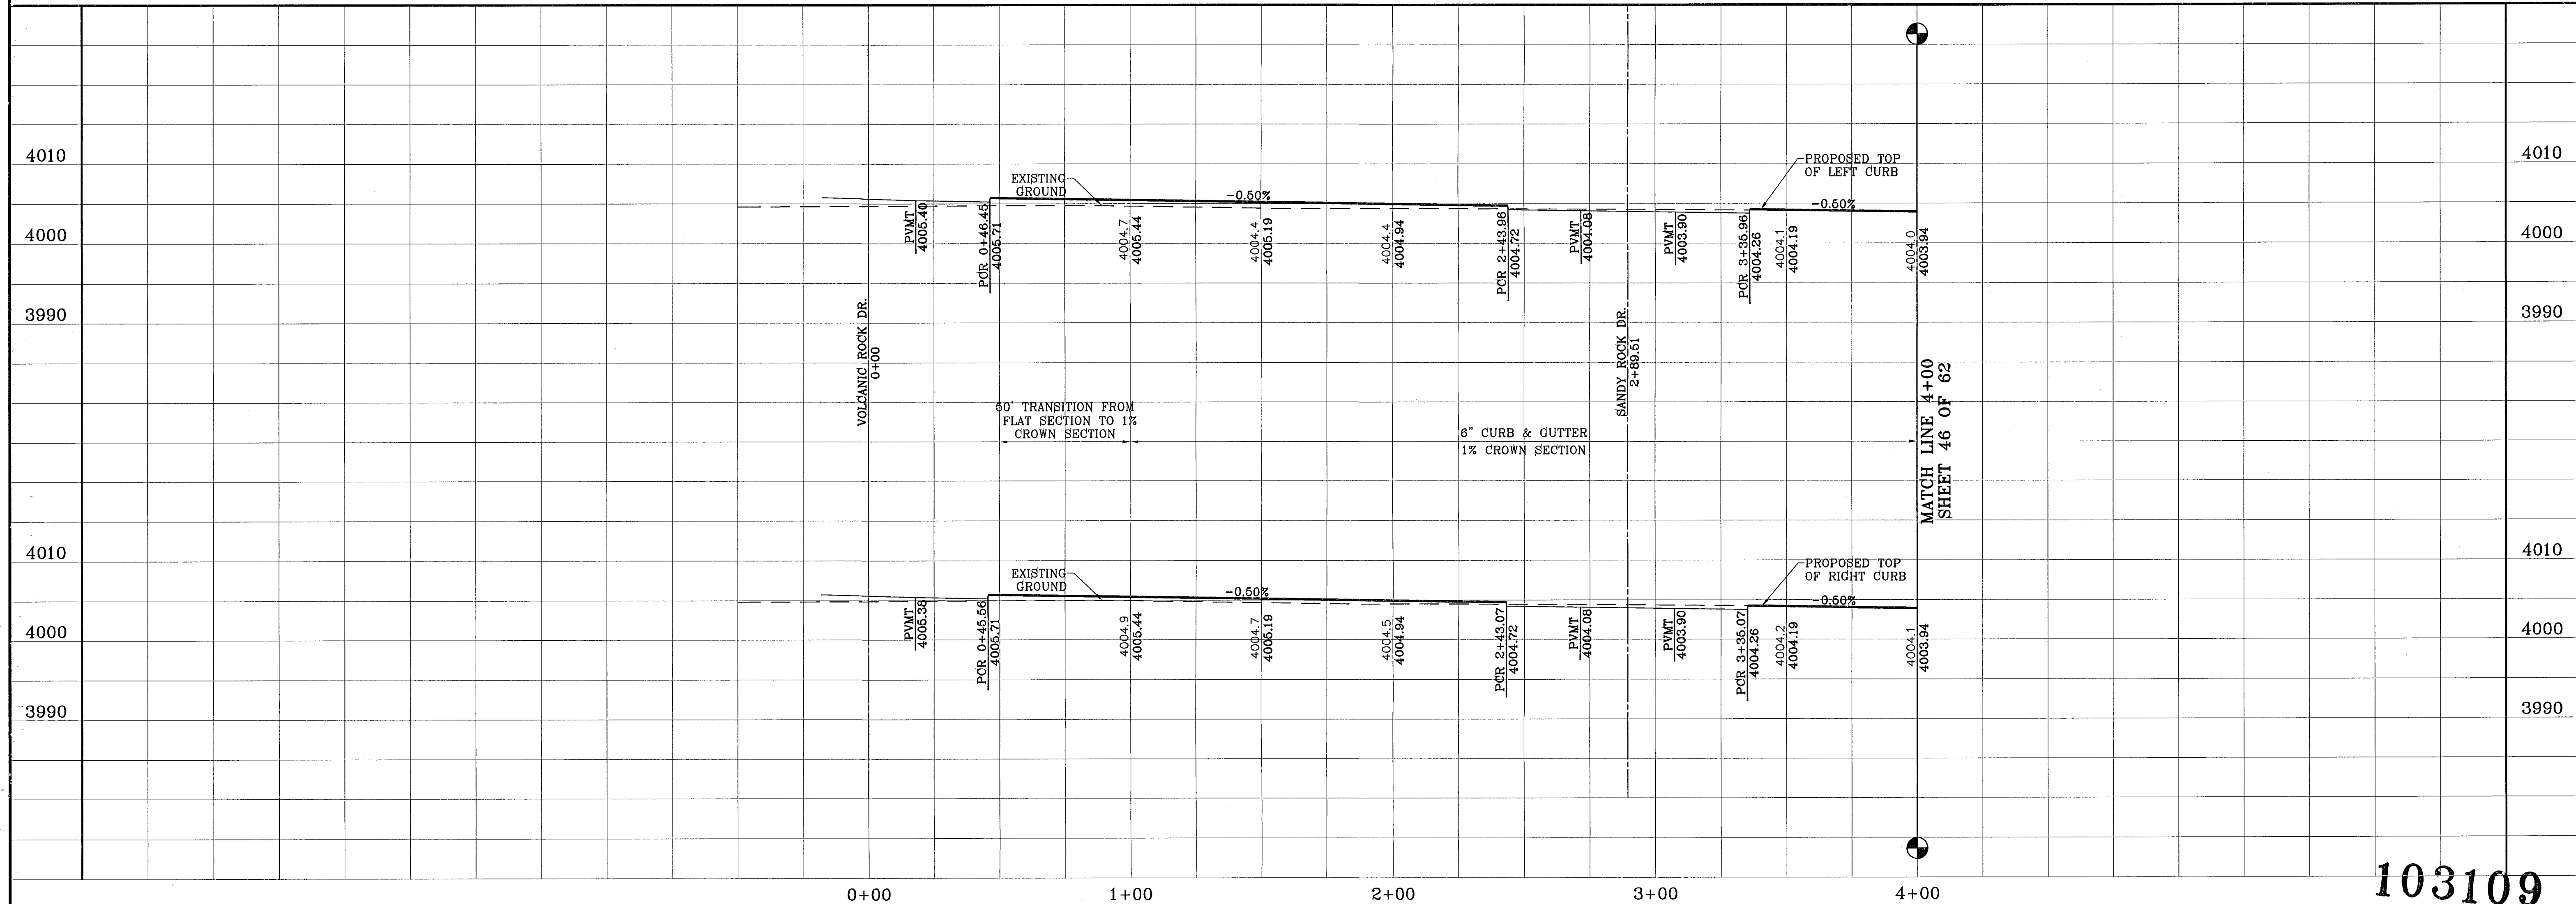 4010
4010
EXISTING
GROUND
-0.50%
PROPOSED TOP
OF LEFT CURB
-0.50%
4000
4000
PVMT
4005.40
PCR 0+46.45
4005.71
4004.7
4005.44
4004.4
4005.19
4004.4
4004.94
PCR 2+43.96
4004.72
PVMT
4004.08
PVMT
4003.90
PCR 3+35.96
4004.26
4004.1
4004.19
4004.0
4003.94
3990
3990
VOLCANIC ROCK DR.
0+00
SANDY ROCK DR.
2+89.51
MATCH LINE 4+00
SHEET 46 OF 62
50' TRANSITION FROM
FLAT SECTION TO 1%
CROWN SECTION
6" CURB & GUTTER
1% CROWN SECTION
4010
4010
EXISTING
GROUND
-0.50%
PROPOSED TOP
OF RIGHT CURB
-0.50%
4000
4000
PVMT
4005.38
PCR 0+45.56
4005.71
4004.9
4005.44
4004.7
4005.19
4004.5
4004.94
PCR 2+43.07
4004.72
PVMT
4004.08
PVMT
4003.90
PCR 3+35.07
4004.26
4004.2
4004.19
4004.1
4003.94
3990
3990
0+00
1+00
2+00
3+00
4+00
103109